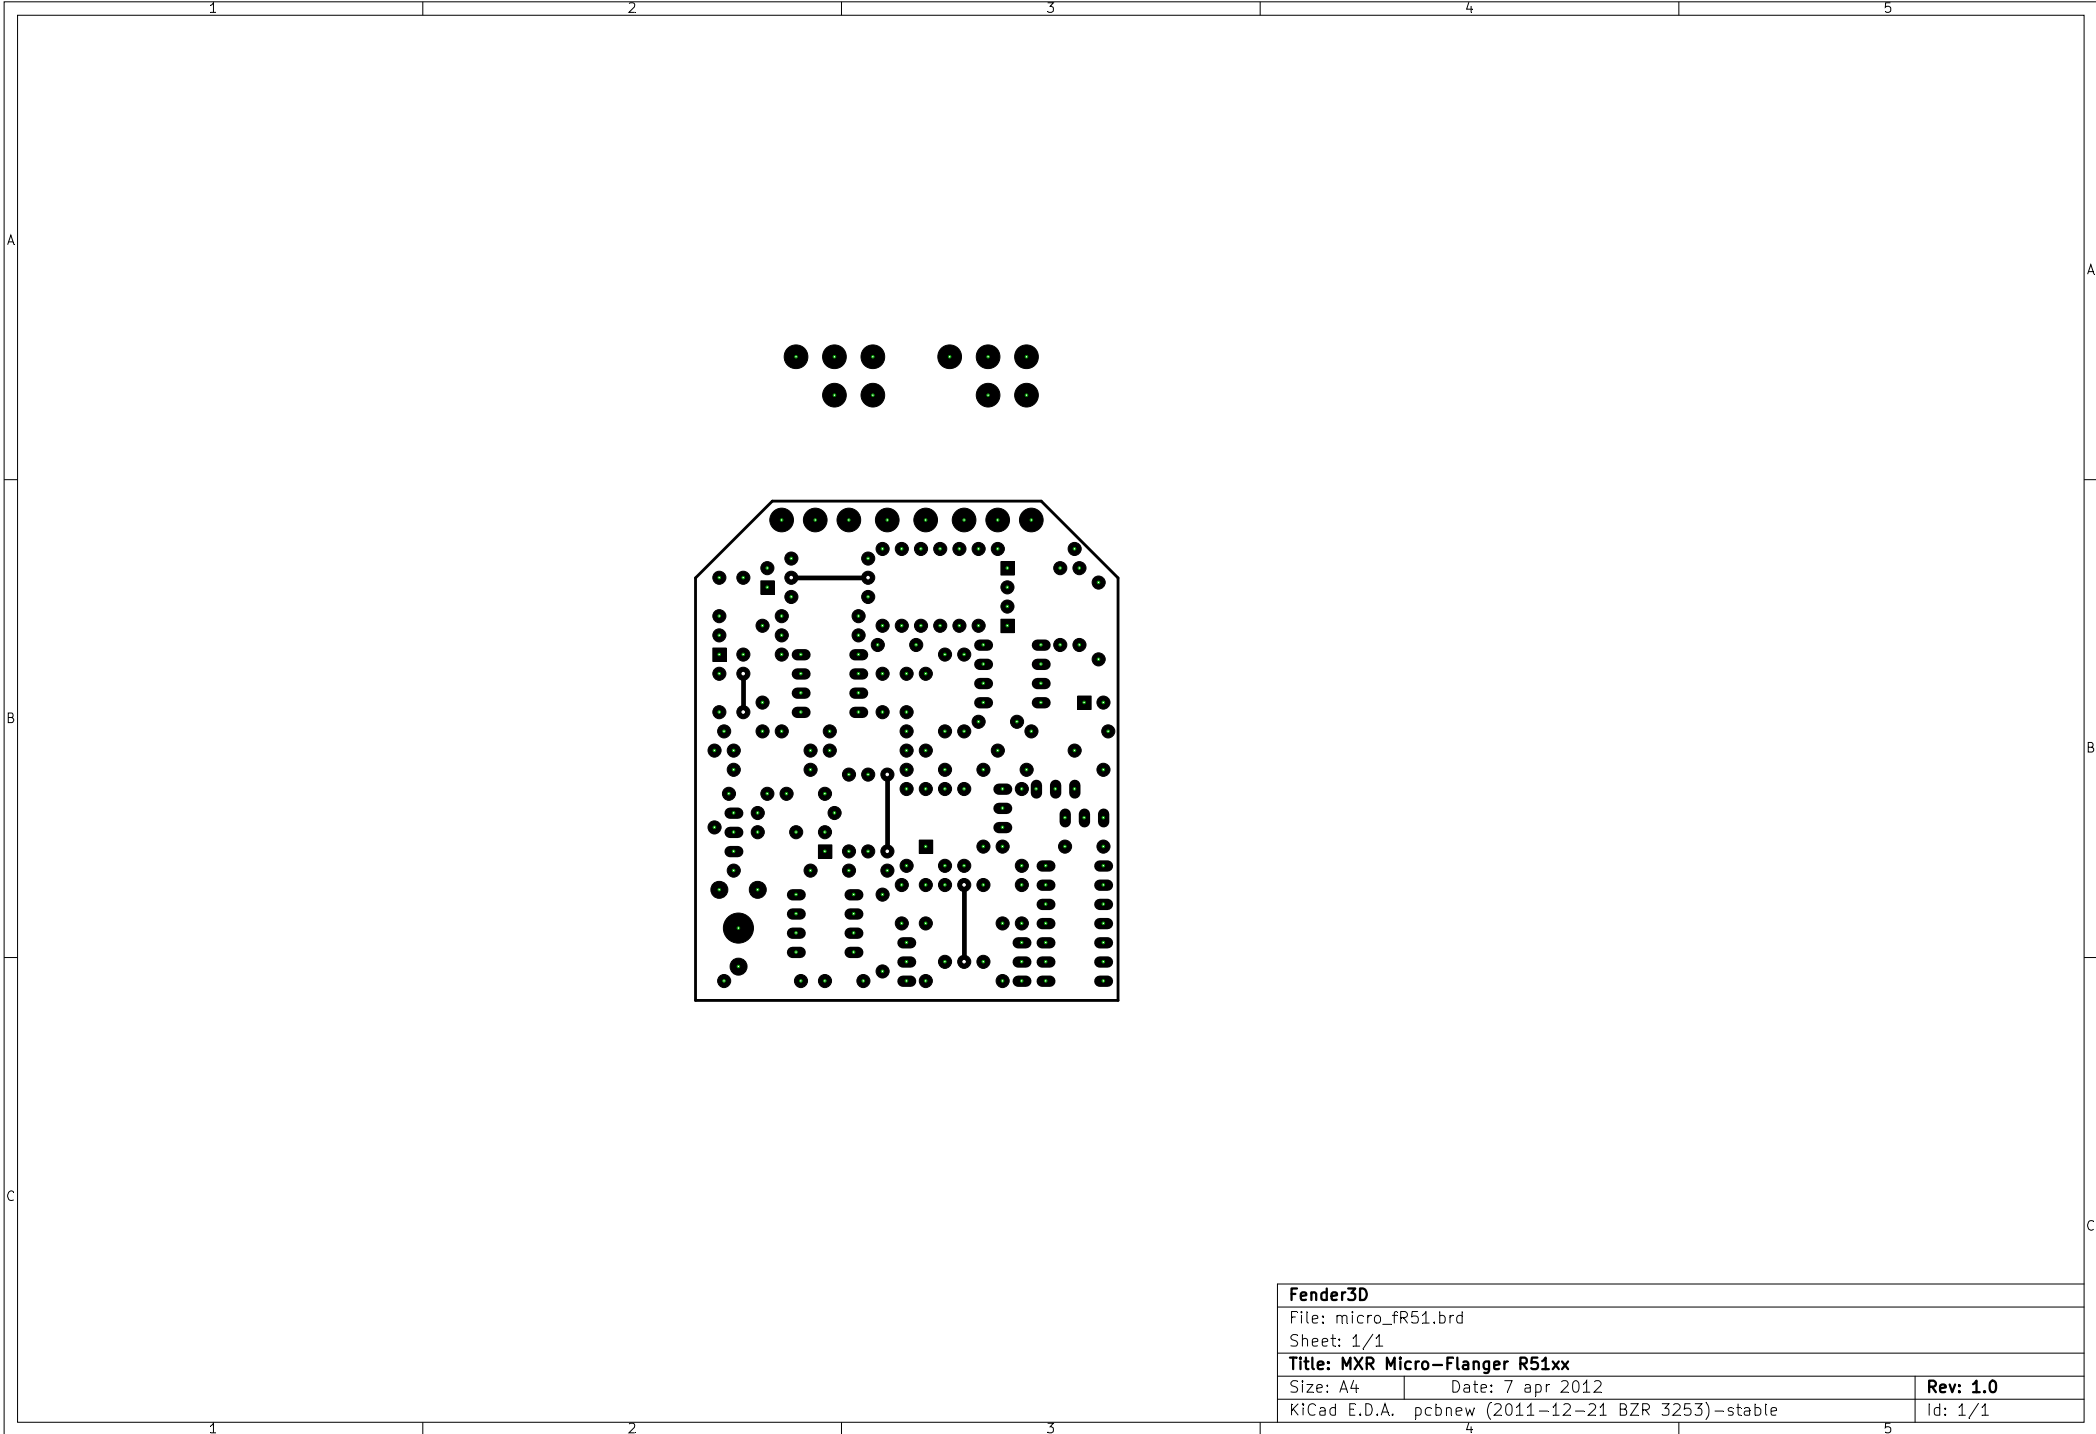 1 2 3 4 5
A A
B B
C C
Fender3D
File: micro_fR51.brd
Sheet: 1/1
Title: MXR Micro-Flanger R51xx
Size: A4 Date: 7 apr 2012 Rev: 1.0
KiCad E.D.A. pcbnew (2011-12-21 BZR 3253)-stable Id: 1/1
1 2 3 4 5